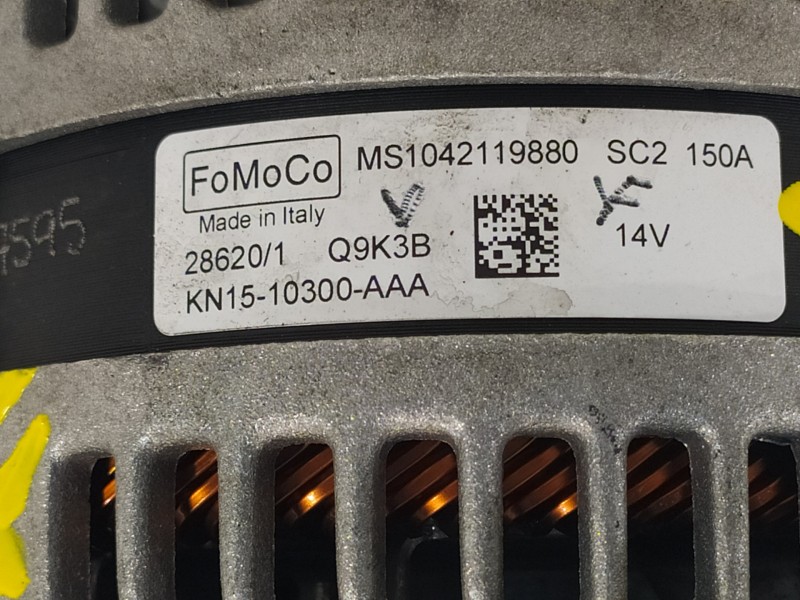 FoMoCo MS1042119880 SC2 150A
Made in Italy
28620/1 Q9K3B 14V
KN15-10300-AAA